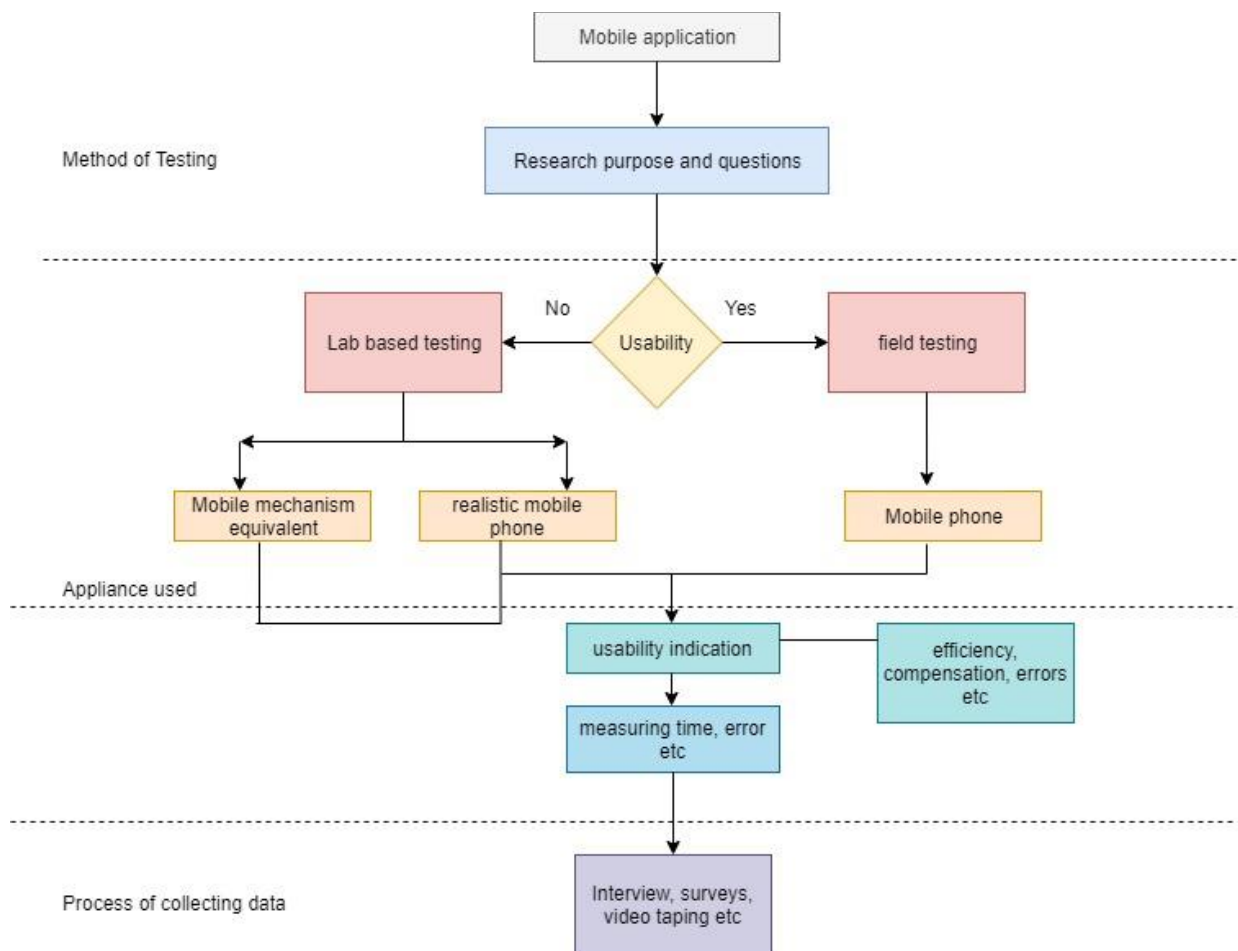 Mobile application
Method of Testing
Research purpose and questions
No
Yes
Lab based testing
Usability
field testing
Mobile mechanism
equivalent
realistic mobile
phone
Mobile phone
Appliance used
usability indication
efficiency,
compensation, errors
etc
measuring time, error
etc
Process of collecting data
Interview, surveys,
video taping etc